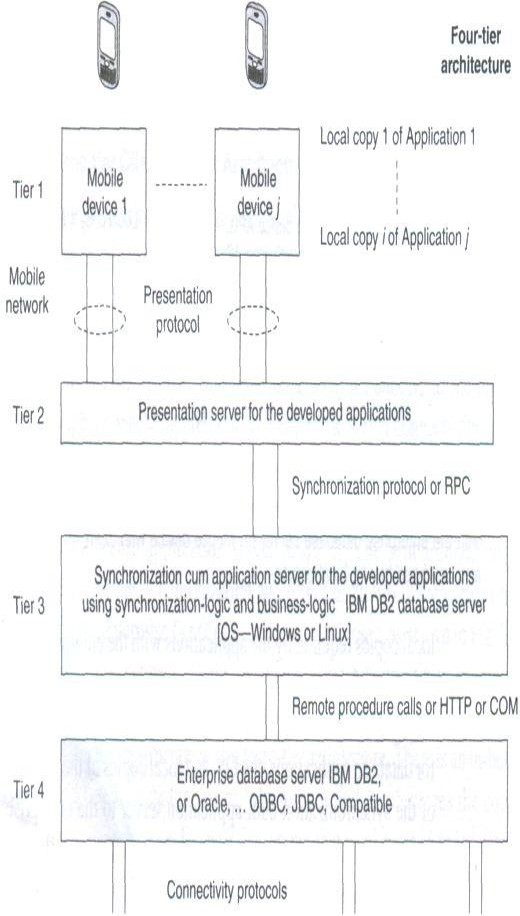 Four-tier
architecture
Local copy 1 of Application 1
Tier 1
Mobile
device 1
Mobile
device j
Local copy i of Application j
Mobile
network
Presentation
protocol
Tier 2
Presentation server for the developed applications
Synchronization protocol or RPC
Tier 3
Synchronization cum application server for the developed applications
using synchronization-logic and business-logic IBM DB2 database server
[OS—Windows or Linux]
Remote procedure calls or HTTP or COM
Tier 4
Enterprise database server IBM DB2,
or Oracle, ... ODBC, JDBC, Compatible
Connectivity protocols